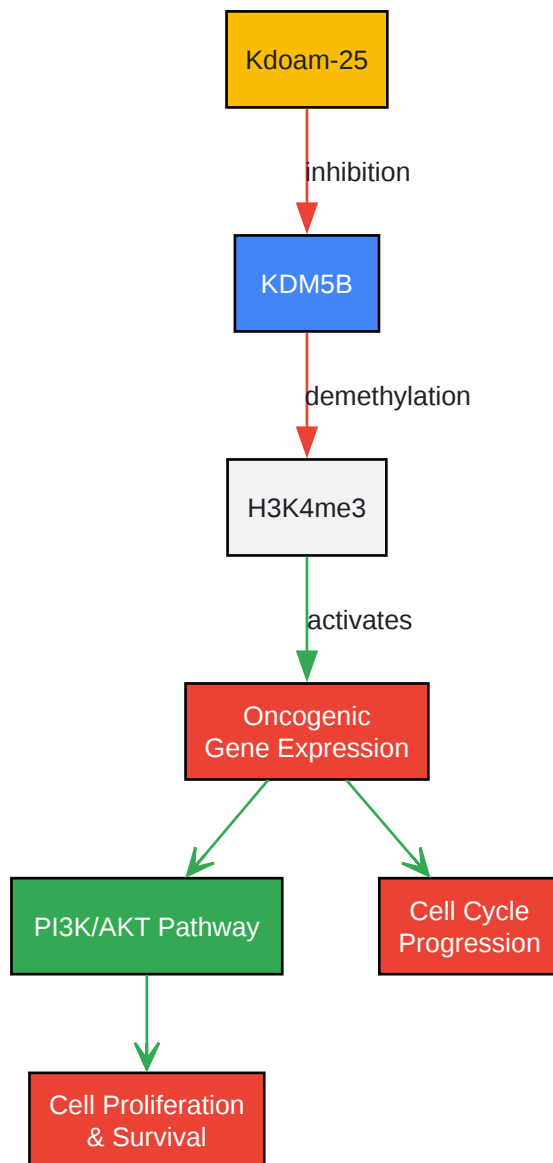 Kdoam-25
inhibition
KDM5B
demethylation
H3K4me3
activates
Oncogenic
Gene Expression
PI3K/AKT Pathway
Cell Cycle
Progression
Cell Proliferation
& Survival